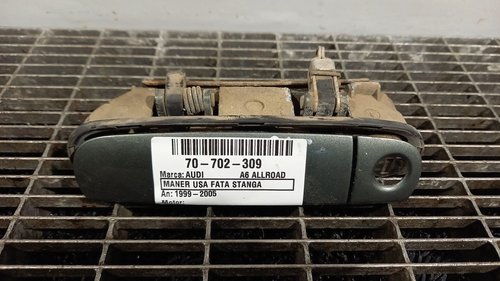 70-702-309
Marca: AUDI A6 ALLROAD
MANER USA FATA STANGA
An: 1999-2005
Motor: